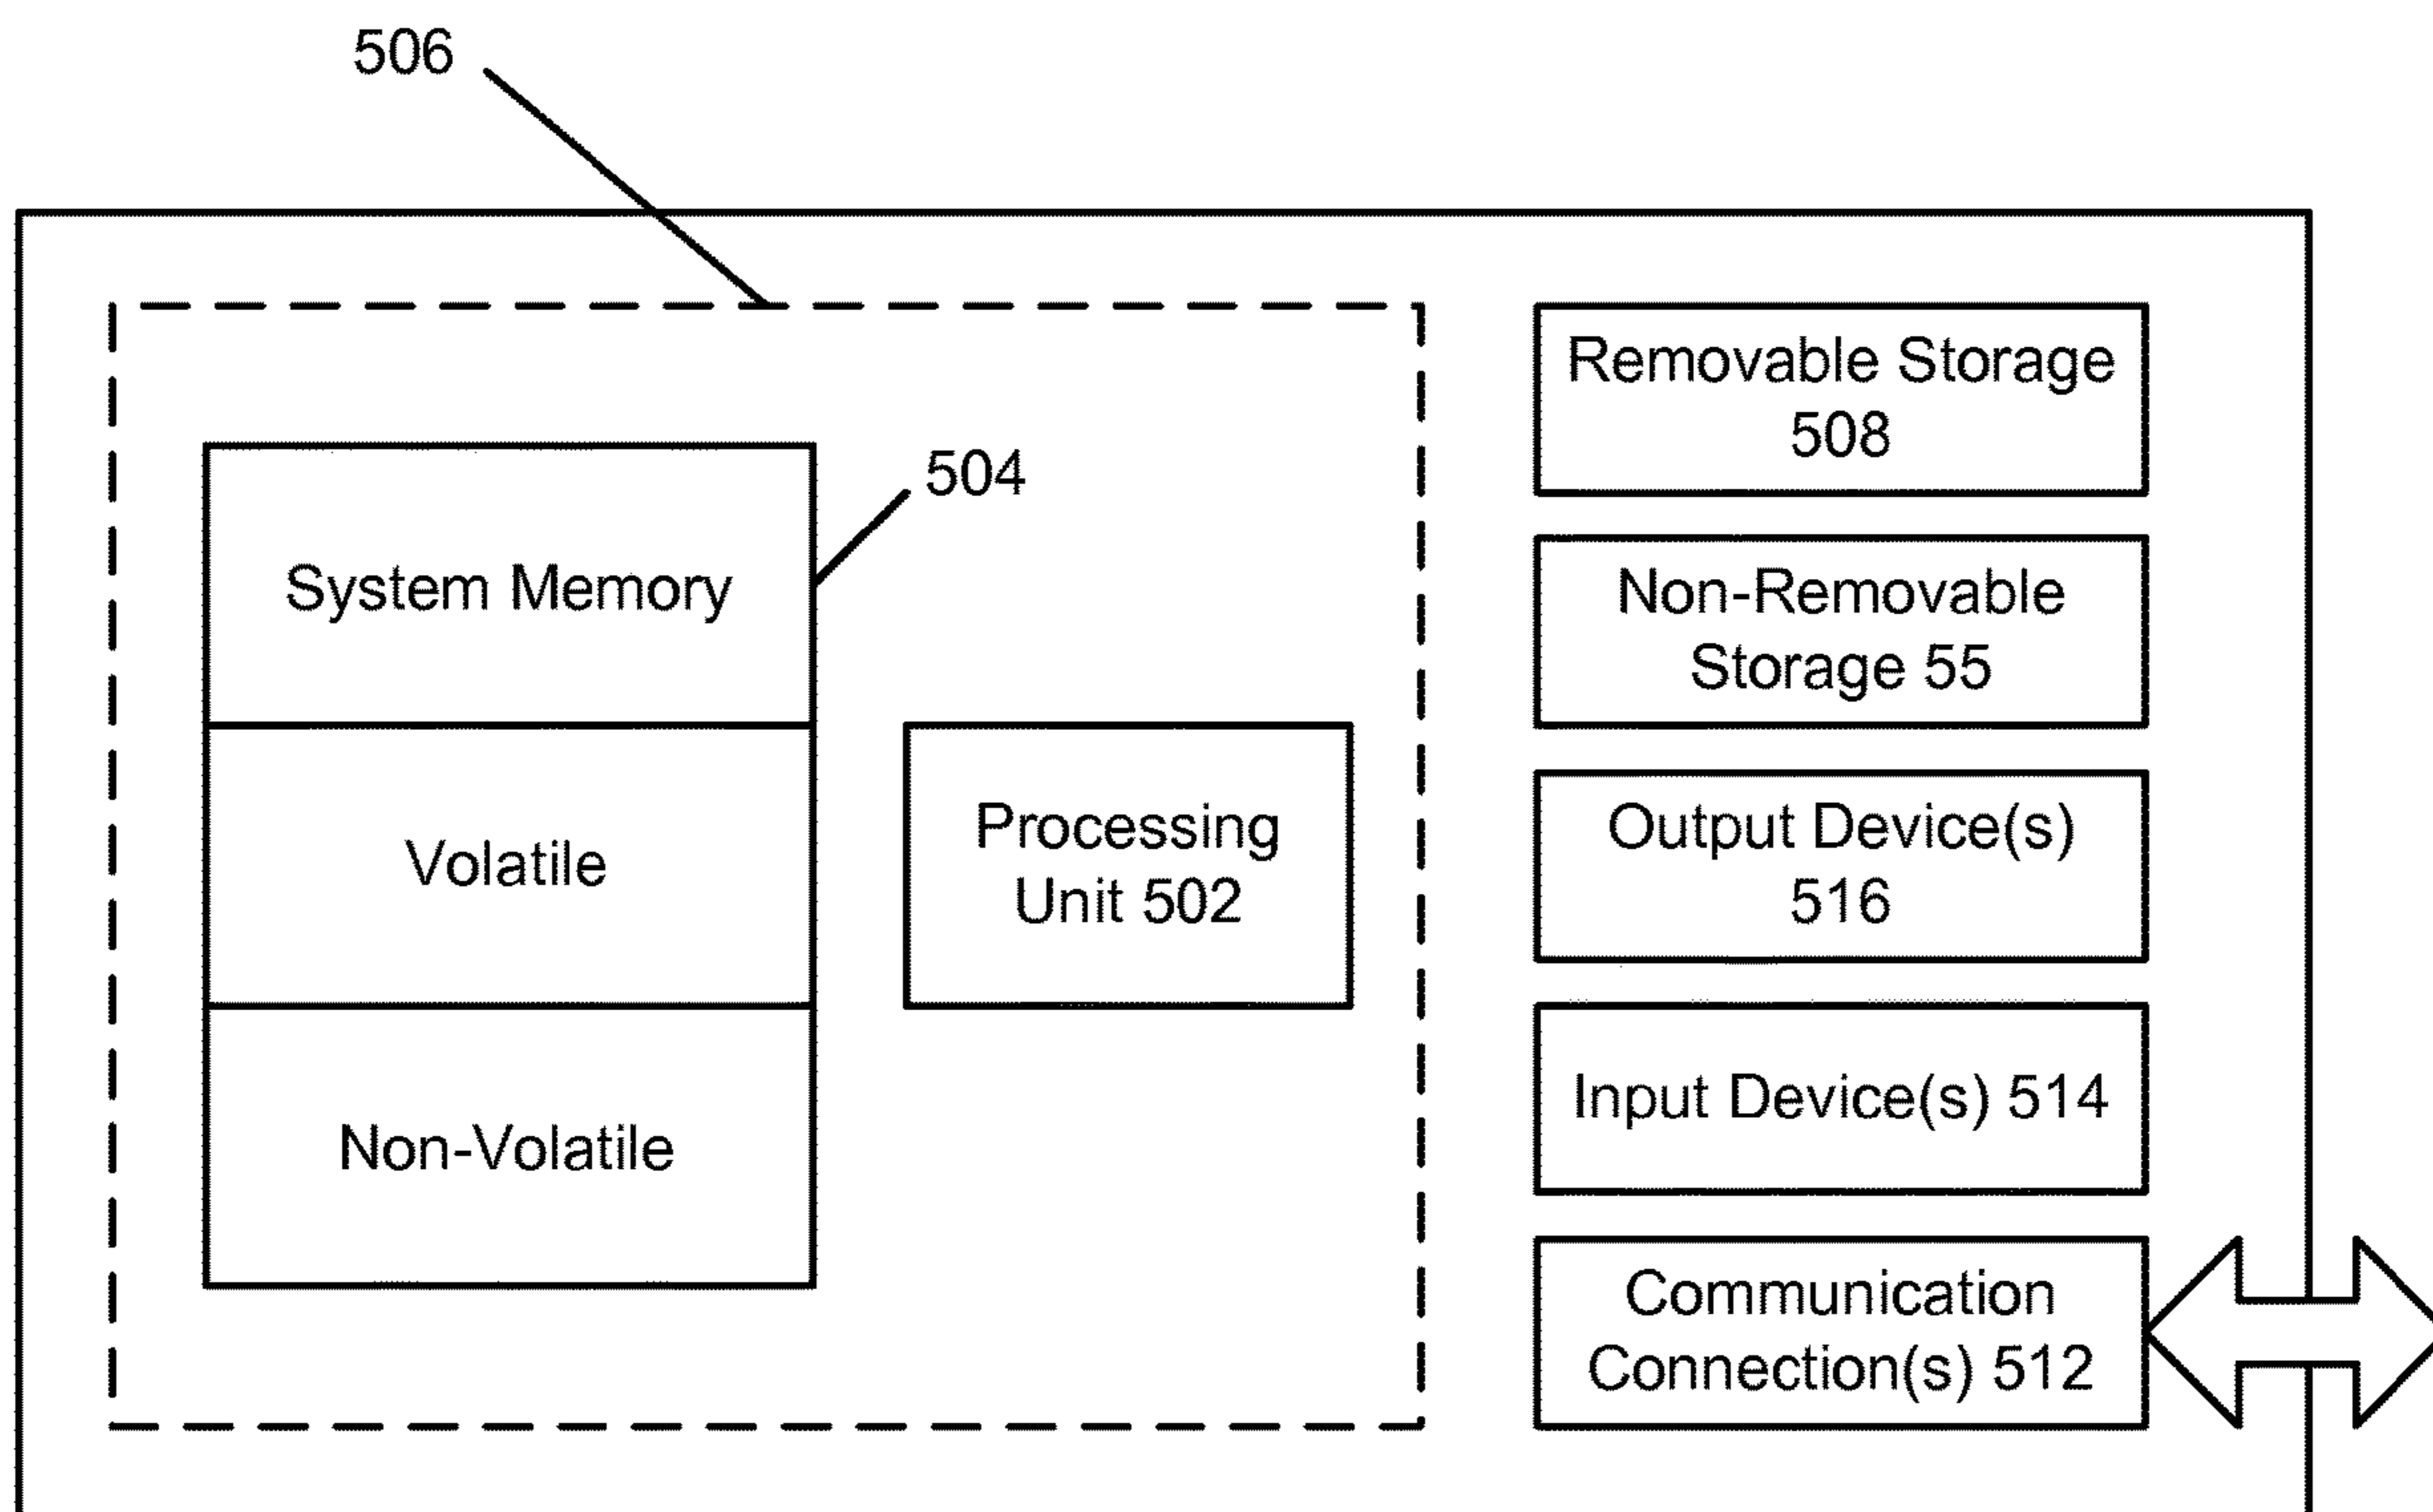 506
504
System Memory
Volatile
Non-Volatile
Processing
Unit 502
Removable Storage
508
Non-Removable
Storage 55
Output Device(s)
516
Input Device(s) 514
Communication
Connection(s) 512